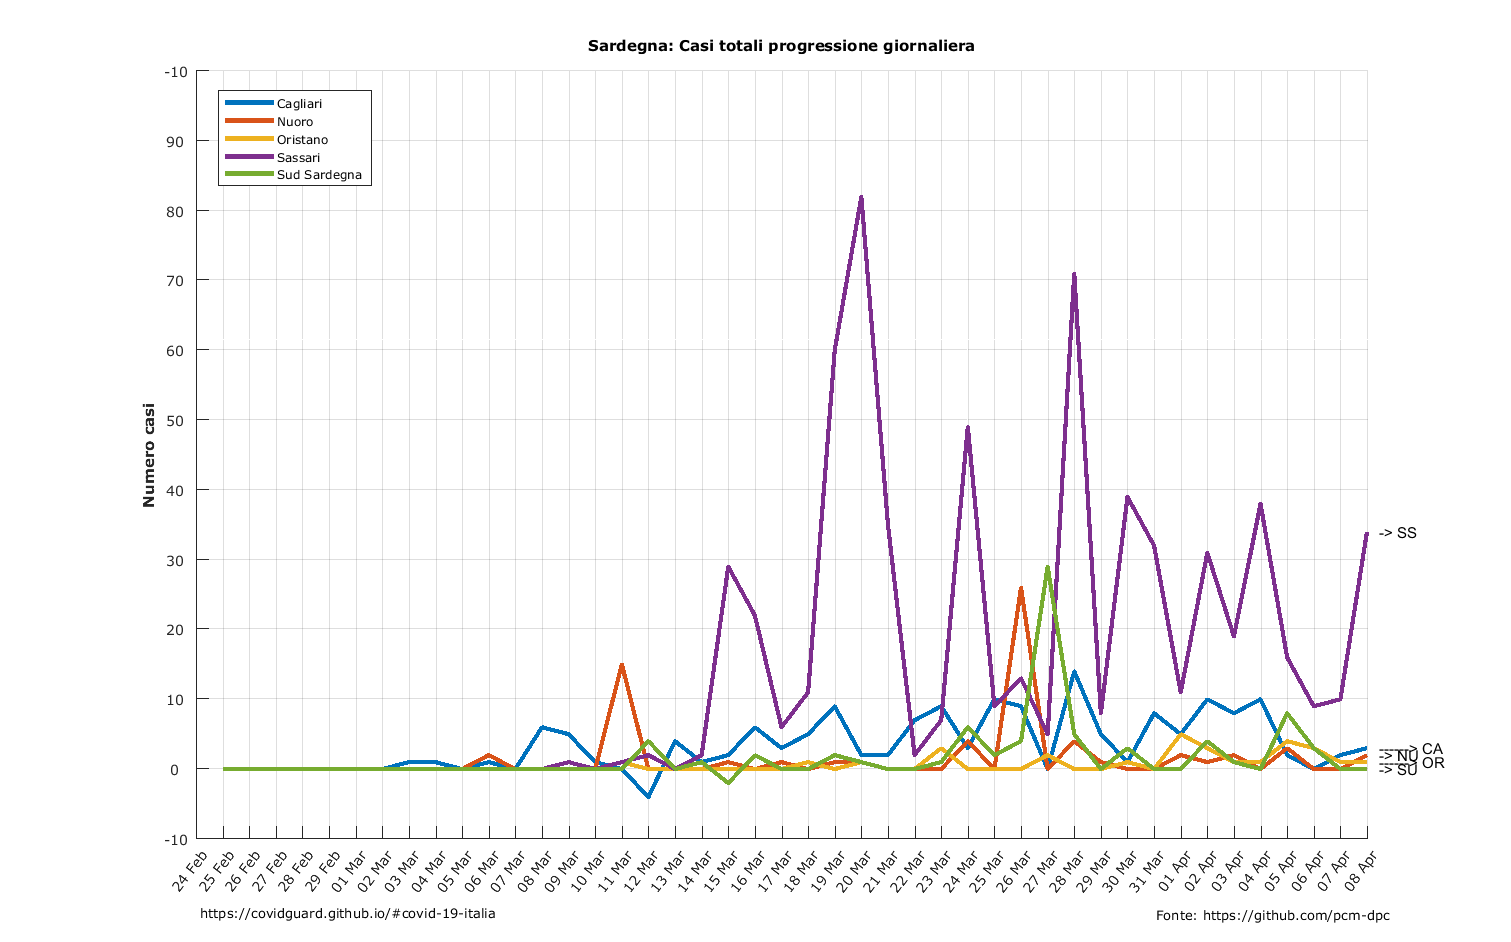 Sardegna: Casi totali progressione giornaliera
-10
90
80
70
60
50
40
30
20
10
0
-10
Numero casi
Cagliari
Nuoro
Oristano
Sassari
Sud Sardegna
-> SS
-----> CA
-> NU
-----> OR
-> SU
24 Feb
25 Feb
26 Feb
27 Feb
28 Feb
29 Feb
01 Mar
02 Mar
03 Mar
04 Mar
05 Mar
06 Mar
07 Mar
08 Mar
09 Mar
10 Mar
11 Mar
12 Mar
13 Mar
14 Mar
15 Mar
16 Mar
17 Mar
18 Mar
19 Mar
20 Mar
21 Mar
22 Mar
23 Mar
24 Mar
25 Mar
26 Mar
27 Mar
28 Mar
29 Mar
30 Mar
31 Mar
01 Apr
02 Apr
03 Apr
04 Apr
05 Apr
06 Apr
07 Apr
08 Apr
https://covidguard.github.io/#covid-19-italia
Fonte: https://github.com/pcm-dpc